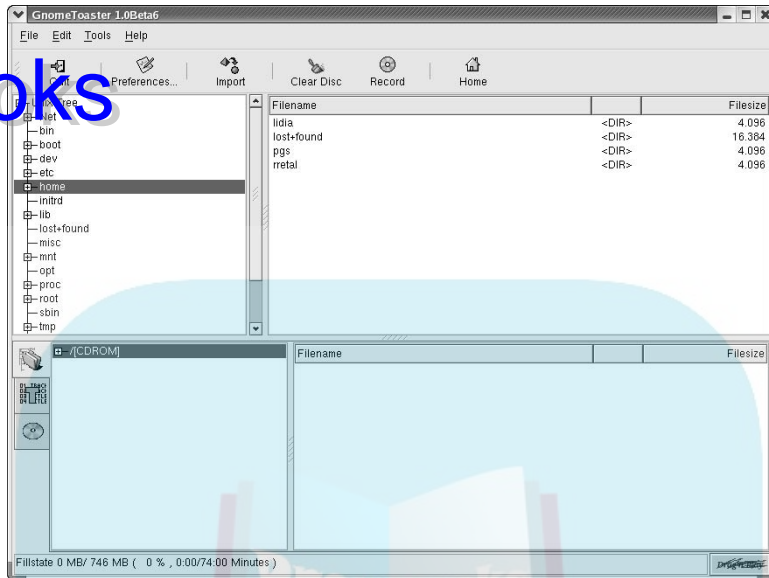 GnomeToaster 1.0Beta6
File Edit Tools Help
Preferences... Import Clear Disc Record Home
oks
Filename Filesize
Net
bin
boot
dev
etc
home
initrd
lib
lost+found
misc
mnt
opt
proc
root
sbin
tmp
lidia <DIR> 4.096
lost+found <DIR> 16.384
pgs <DIR> 4.096
rretal <DIR> 4.096
/[CDROM]
Filename Filesize
Fillstate 0 MB/ 746 MB ( 0 % , 0:00/74:00 Minutes )